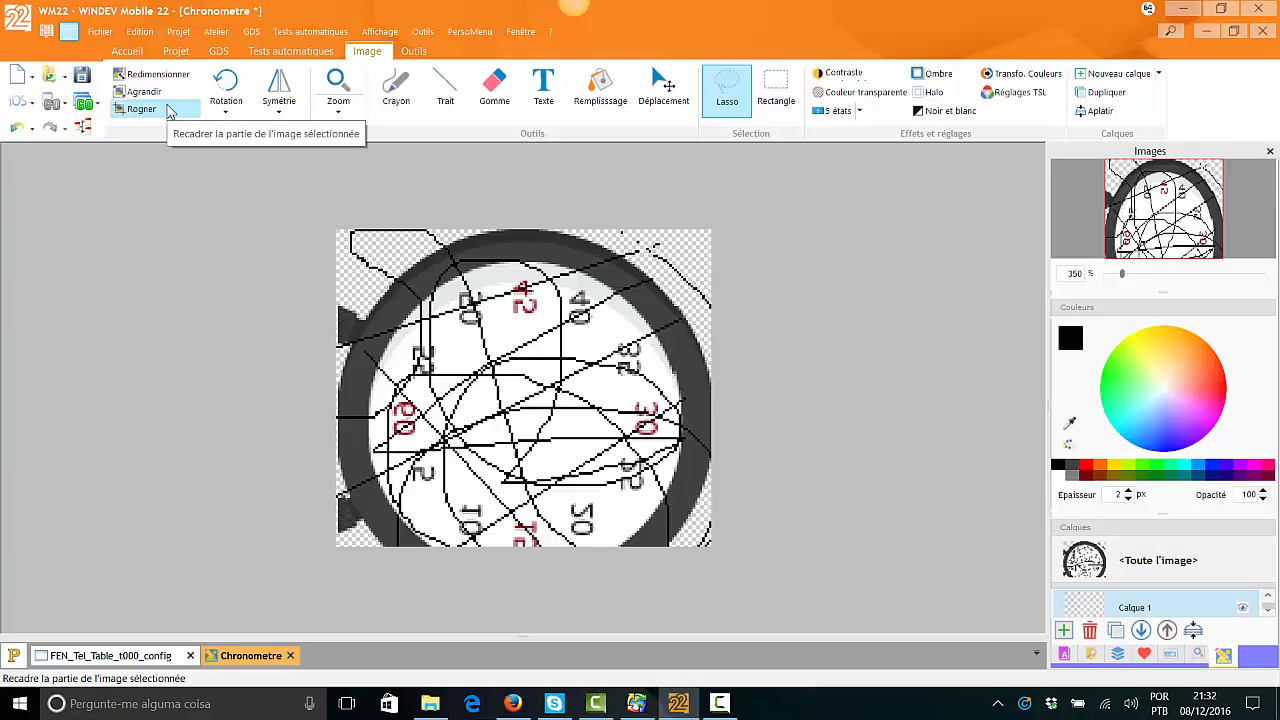 22 WM22 - WINDEV Mobile 22 - [Chronometre *] 64
Fichier Edition Projet Atelier GDS Tests automatiques Affichage Outils PersoMenu Fenêtre ?
Accueil Projet GDS Tests automatiques Image Outils
Redimensionner
Agrandir
Rogner
iOS GO GO
Rotation Symétrie Zoom Crayon Trait Gomme Texte Remplissage Déplacement Lasso Rectangle
Contraste Ombre Transfo. Couleurs Nouveau calque
Couleur transparente Halo Réglages TSL Dupliquer
5 états Noir et blanc Aplatir
Outils Sélection Effets et réglages Calques
Recadrer la partie de l'image sélectionnée
Images
350 %
Couleurs
Epaisseur 2 px Opacité 100
Calques
<Toute l'image>
Calque 1
FEN_Tel_Table_t000_config Chronometre
Recadre la partie de l'image sélectionnée
Pergunte-me alguma coisa
POR 21:32
PTB 08/12/2016